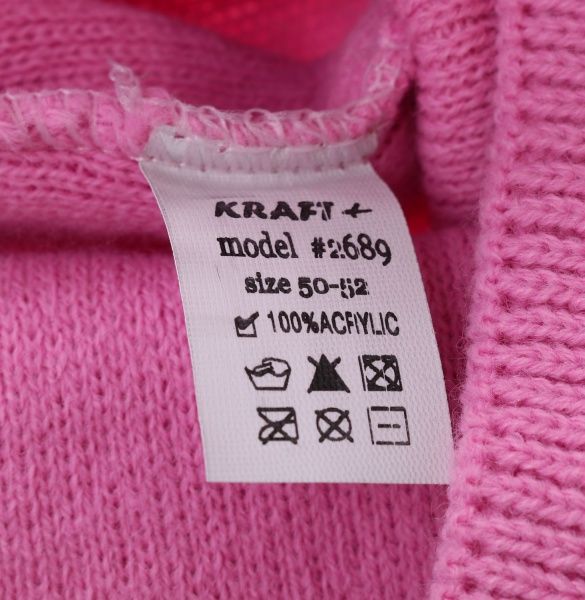 KRAFT +
model #2689
size 50-52
100%ACRYLIC